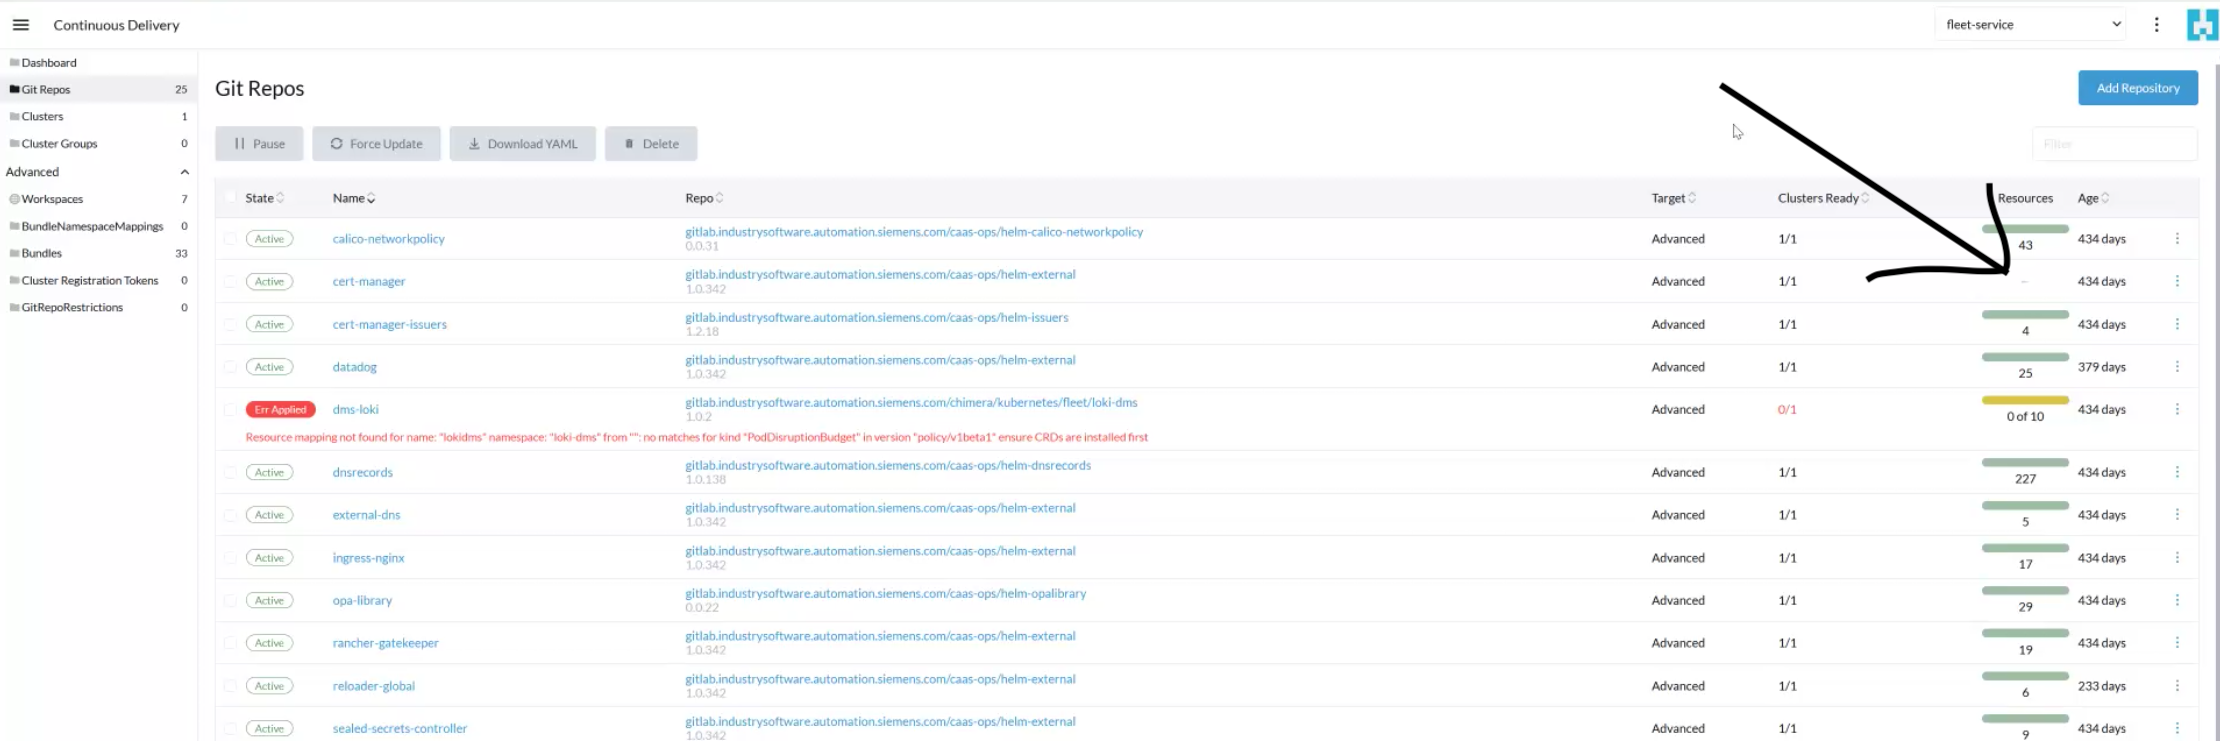 Continuous Delivery
fleet-service
Dashboard
Git Repos 25
Clusters 1
Cluster Groups 0
Advanced
Workspaces 7
BundleNamespaceMappings 0
Bundles 33
Cluster Registration Tokens 0
GitRepoRestrictions 0
Git Repos
Add Repository
Pause Force Update Download YAML Delete
Filter
State Name Repo Target Clusters Ready Resources Age
Active calico-networkpolicy gitlab.industrysoftware.automation.siemens.com/caas-ops/helm-calico-networkpolicy Advanced 1/1 43 434 days
0.0.31
Active cert-manager gitlab.industrysoftware.automation.siemens.com/caas-ops/helm-external Advanced 1/1 – 434 days
1.0.342
Active cert-manager-issuers gitlab.industrysoftware.automation.siemens.com/caas-ops/helm-issuers Advanced 1/1 4 434 days
1.2.18
Active datadog gitlab.industrysoftware.automation.siemens.com/caas-ops/helm-external Advanced 1/1 25 379 days
1.0.342
Err Applied dms-loki gitlab.industrysoftware.automation.siemens.com/chimera/kubernetes/fleet/loki-dms Advanced 0/1 0 of 10 434 days
1.0.2
Resource mapping not found for name: "lokidms" namespace: "loki-dms" from "": no matches for kind "PodDisruptionBudget" in version "policy/v1beta1" ensure CRDs are installed first
Active dnsrecords gitlab.industrysoftware.automation.siemens.com/caas-ops/helm-dnsrecords Advanced 1/1 227 434 days
1.0.138
Active external-dns gitlab.industrysoftware.automation.siemens.com/caas-ops/helm-external Advanced 1/1 5 434 days
1.0.342
Active ingress-nginx gitlab.industrysoftware.automation.siemens.com/caas-ops/helm-external Advanced 1/1 17 434 days
1.0.342
Active opa-library gitlab.industrysoftware.automation.siemens.com/caas-ops/helm-opalibrary Advanced 1/1 29 434 days
0.0.22
Active rancher-gatekeeper gitlab.industrysoftware.automation.siemens.com/caas-ops/helm-external Advanced 1/1 19 434 days
1.0.342
Active reloader-global gitlab.industrysoftware.automation.siemens.com/caas-ops/helm-external Advanced 1/1 6 233 days
1.0.342
Active sealed-secrets-controller gitlab.industrysoftware.automation.siemens.com/caas-ops/helm-external Advanced 1/1 9 434 days
1.0.342